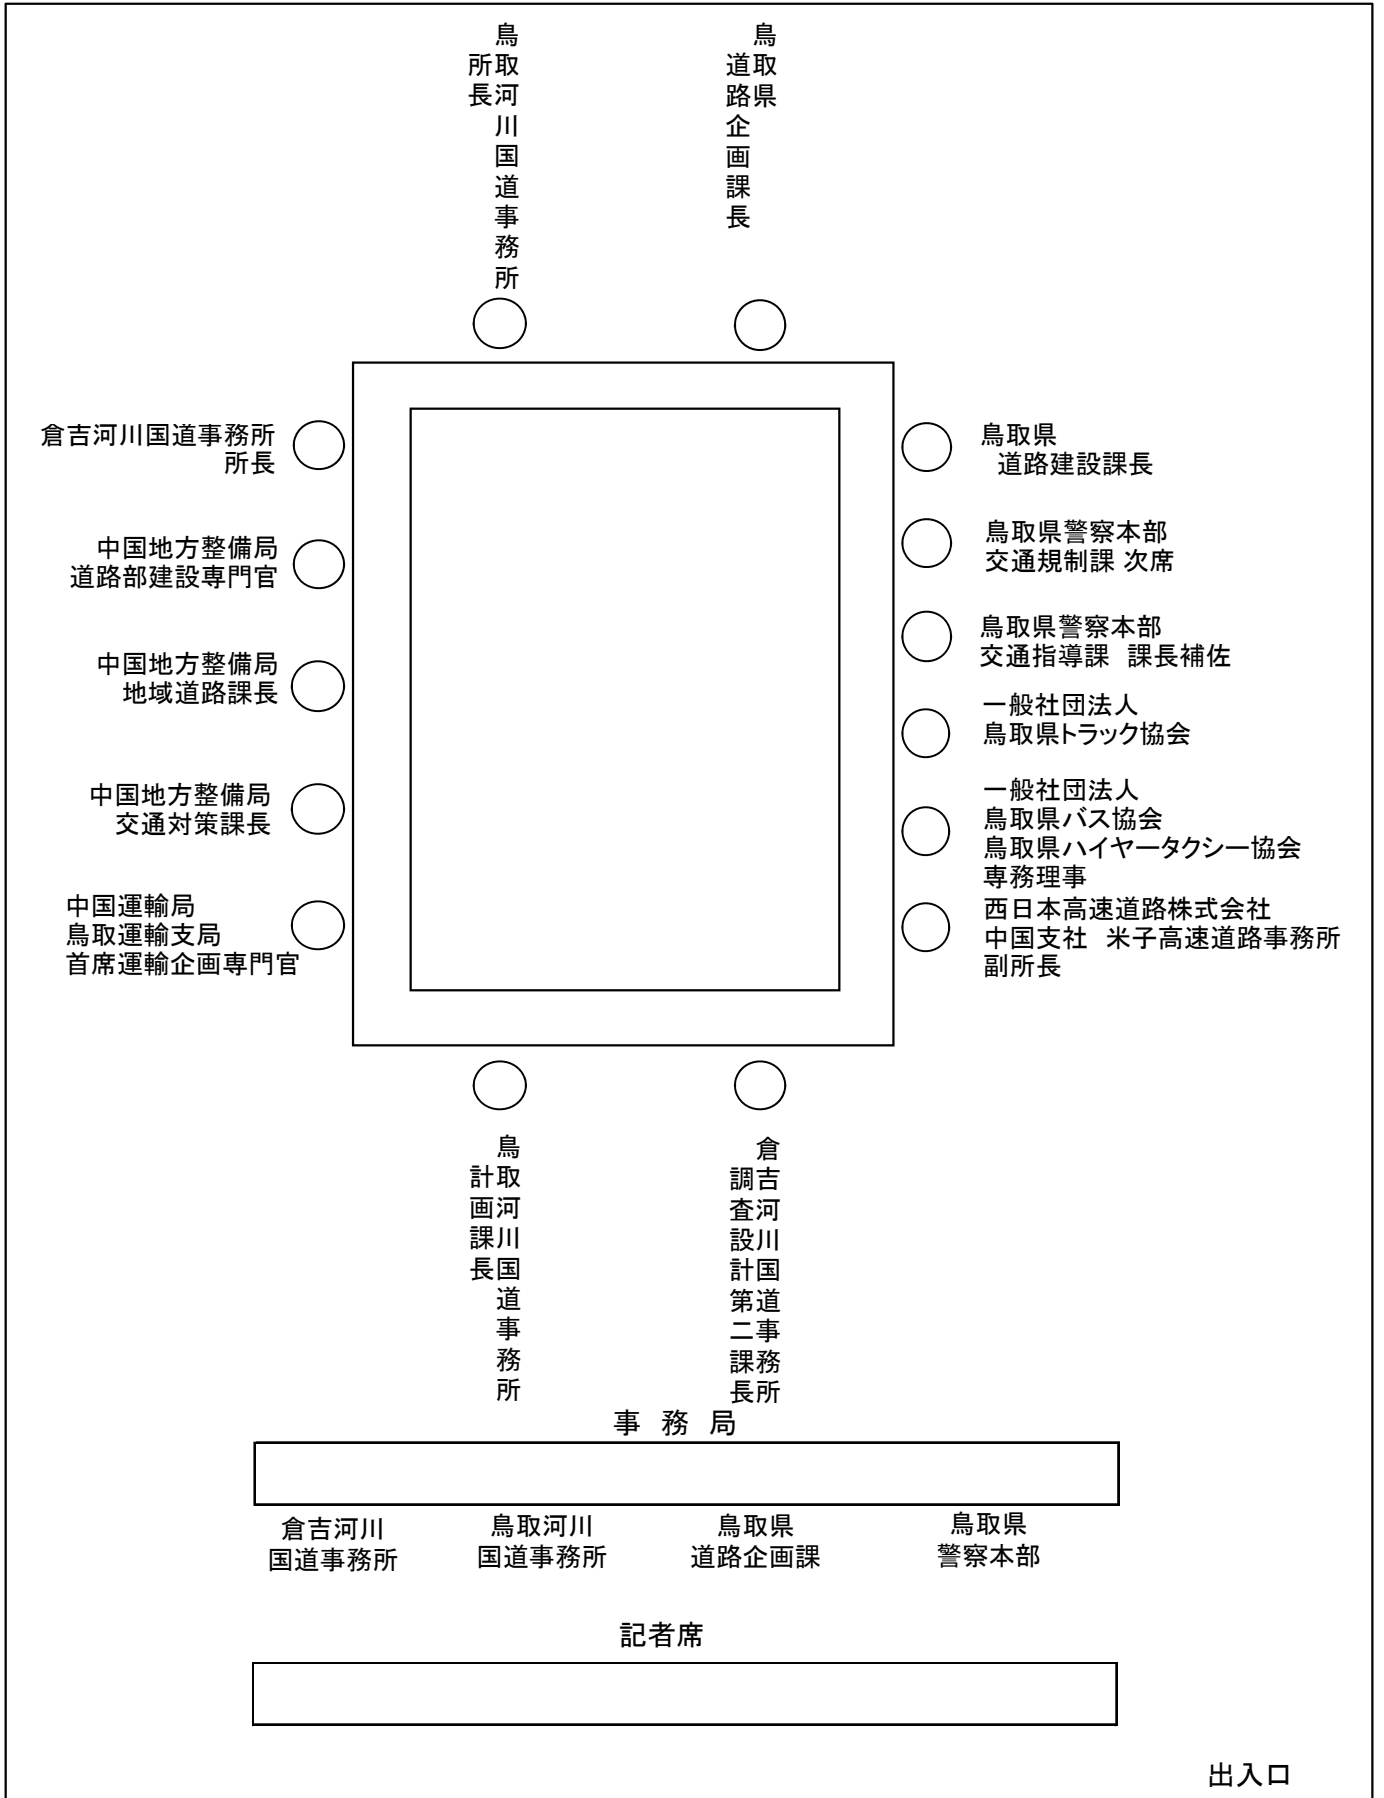 鳥取河川国道事務所
所長
鳥取県
道路企画課長
倉吉河川国道事務所
所長
中国地方整備局
道路部建設専門官
中国地方整備局
地域道路課長
中国地方整備局
交通対策課長
中国運輸局
鳥取運輸支局
首席運輸企画専門官
鳥取県
道路建設課長
鳥取県警察本部
交通規制課 次席
鳥取県警察本部
交通指導課 課長補佐
一般社団法人
鳥取県トラック協会
一般社団法人
鳥取県バス協会
鳥取県ハイヤータクシー協会
専務理事
西日本高速道路株式会社
中国支社 米子高速道路事務所
副所長
鳥取河川国道事務所
計画課長
倉吉河川国道事務所
調査設計第二課長
事 務 局
倉吉河川
国道事務所
鳥取河川
国道事務所
鳥取県
道路企画課
鳥取県
警察本部
記者席
出入口